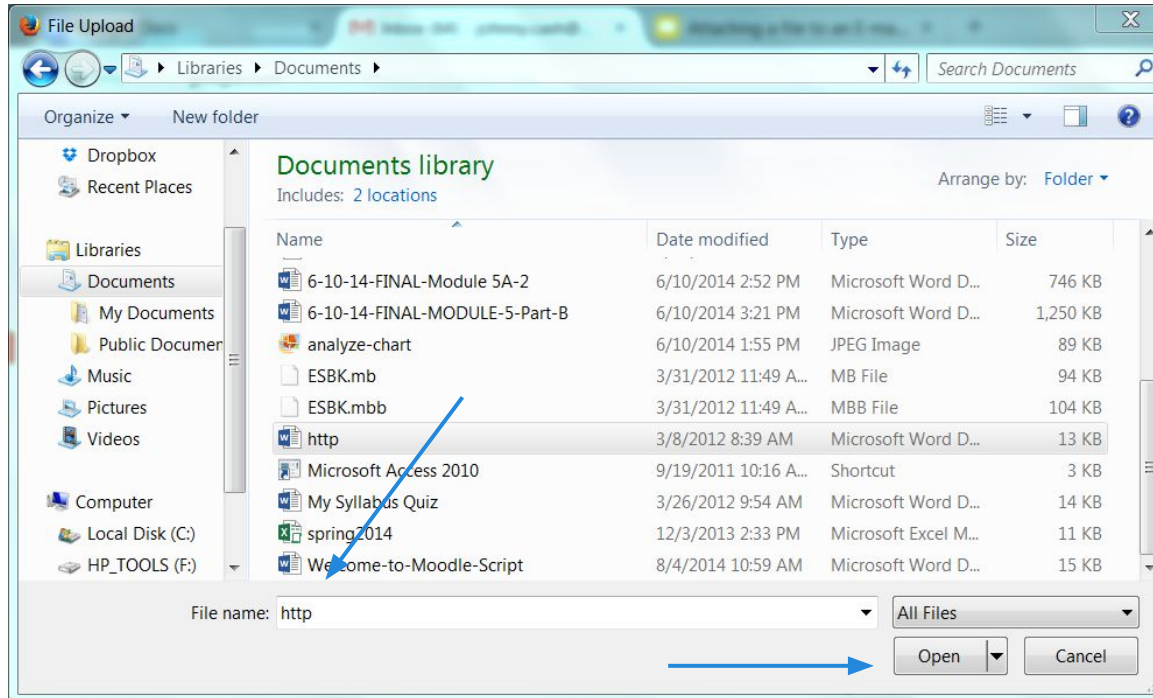 File Upload
Libraries Documents
Search Documents
Organize New folder
Dropbox
Recent Places
Libraries
Documents
My Documents
Public Documen
Music
Pictures
Videos
Computer
Local Disk (C:)
HP_TOOLS (F:)
Documents library
Includes: 2 locations
Arrange by: Folder
Name Date modified Type Size
6-10-14-FINAL-Module 5A-2 6/10/2014 2:52 PM Microsoft Word D... 746 KB
6-10-14-FINAL-MODULE-5-Part-B 6/10/2014 3:21 PM Microsoft Word D... 1,250 KB
analyze-chart 6/10/2014 1:55 PM JPEG Image 89 KB
ESBK.mb 3/31/2012 11:49 A... MB File 94 KB
ESBK.mbb 3/31/2012 11:49 A... MBB File 104 KB
http 3/8/2012 8:39 AM Microsoft Word D... 13 KB
Microsoft Access 2010 9/19/2011 10:16 A... Shortcut 3 KB
My Syllabus Quiz 3/26/2012 9:54 AM Microsoft Word D... 14 KB
spring2014 12/3/2013 2:33 PM Microsoft Excel M... 11 KB
Welcome-to-Moodle-Script 8/4/2014 10:59 AM Microsoft Word D... 15 KB
File name: http All Files
Open Cancel